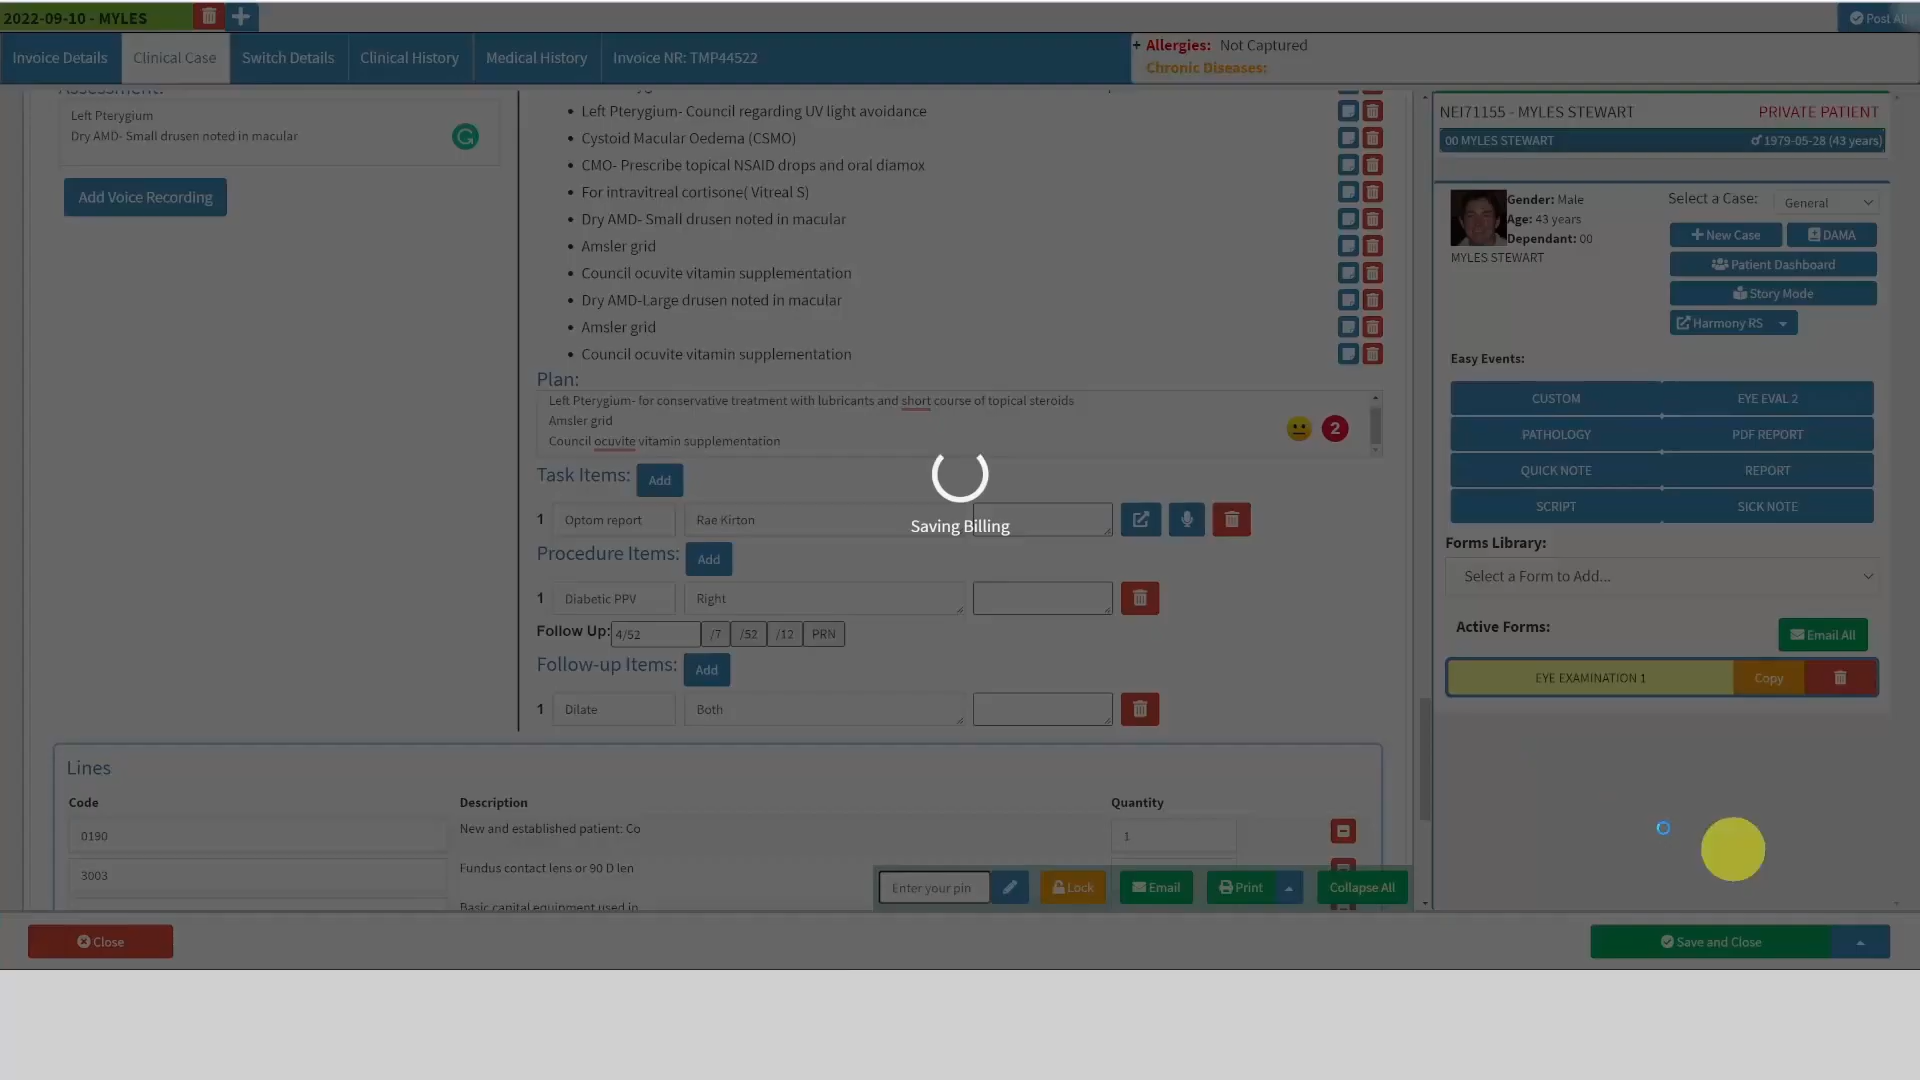 2022-09-10 - MYLES
Post All
Invoice Details
Clinical Case
Switch Details
Clinical History
Medical History
Invoice NR: TMP44522
+ Allergies: Not Captured
Chronic Diseases:
Assessment:
Left Pterygium
Dry AMD- Small drusen noted in macular
Add Voice Recording
• Left Pterygium- Council regarding UV light avoidance
• Cystoid Macular Oedema (CSMO)
• CMO- Prescribe topical NSAID drops and oral diamox
• For intravitreal cortisone( Vitreal S)
• Dry AMD- Small drusen noted in macular
• Amsler grid
• Council ocuvite vitamin supplementation
• Dry AMD-Large drusen noted in macular
• Amsler grid
• Council ocuvite vitamin supplementation
Plan:
Left Pterygium- for conservative treatment with lubricants and short course of topical steroids
Amsler grid
Council ocuvite vitamin supplementation
2
Task Items: Add
1 Optom report Rae Kirton
Saving Billing
Procedure Items: Add
1 Diabetic PPV Right
Follow Up: 4/52 /7 /52 /12 PRN
Follow-up Items: Add
1 Dilate Both
Lines
Code Description Quantity
0190 New and established patient: Co 1
3003 Fundus contact lens or 90 D len
Basic capital equipment used in
Enter your pin
Lock
Email
Print
Collapse All
NEI71155 - MYLES STEWART PRIVATE PATIENT
00 MYLES STEWART 1979-05-28 (43 years)
Gender: Male
Age: 43 years
Dependant: 00
MYLES STEWART
Select a Case: General
New Case
DAMA
Patient Dashboard
Story Mode
Harmony RS
Easy Events:
CUSTOM EYE EVAL 2
PATHOLOGY PDF REPORT
QUICK NOTE REPORT
SCRIPT SICK NOTE
Forms Library:
Select a Form to Add...
Active Forms: Email All
EYE EXAMINATION 1 Copy
Close
Save and Close